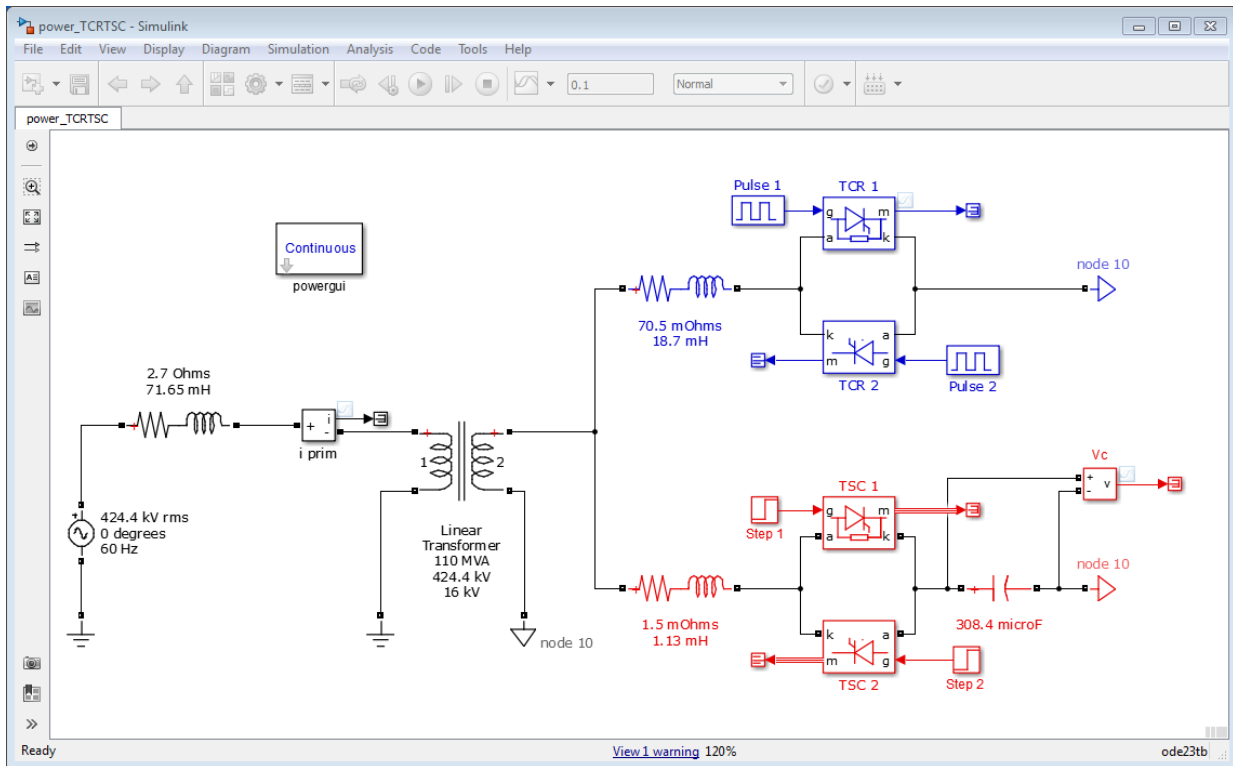 power_TCRTSC - Simulink
File Edit View Display Diagram Simulation Analysis Code Tools Help
0.1 Normal
power_TCRTSC
Continuous
powergui
2.7 Ohms
71.65 mH
+ i -
i prim
424.4 kV rms
0 degrees
60 Hz
1 2
Linear
Transformer
110 MVA
424.4 kV
16 kV
node 10
Pulse 1
TCR 1
g m
a k
node 10
70.5 mOhms
18.7 mH
k a
m g
TCR 2
Pulse 2
Vc
+ - v
TSC 1
g m
a k
Step 1
node 10
1.5 mOhms
1.13 mH
308.4 microF
k a
m g
TSC 2
Step 2
Ready View 1 warning 120% ode23tb